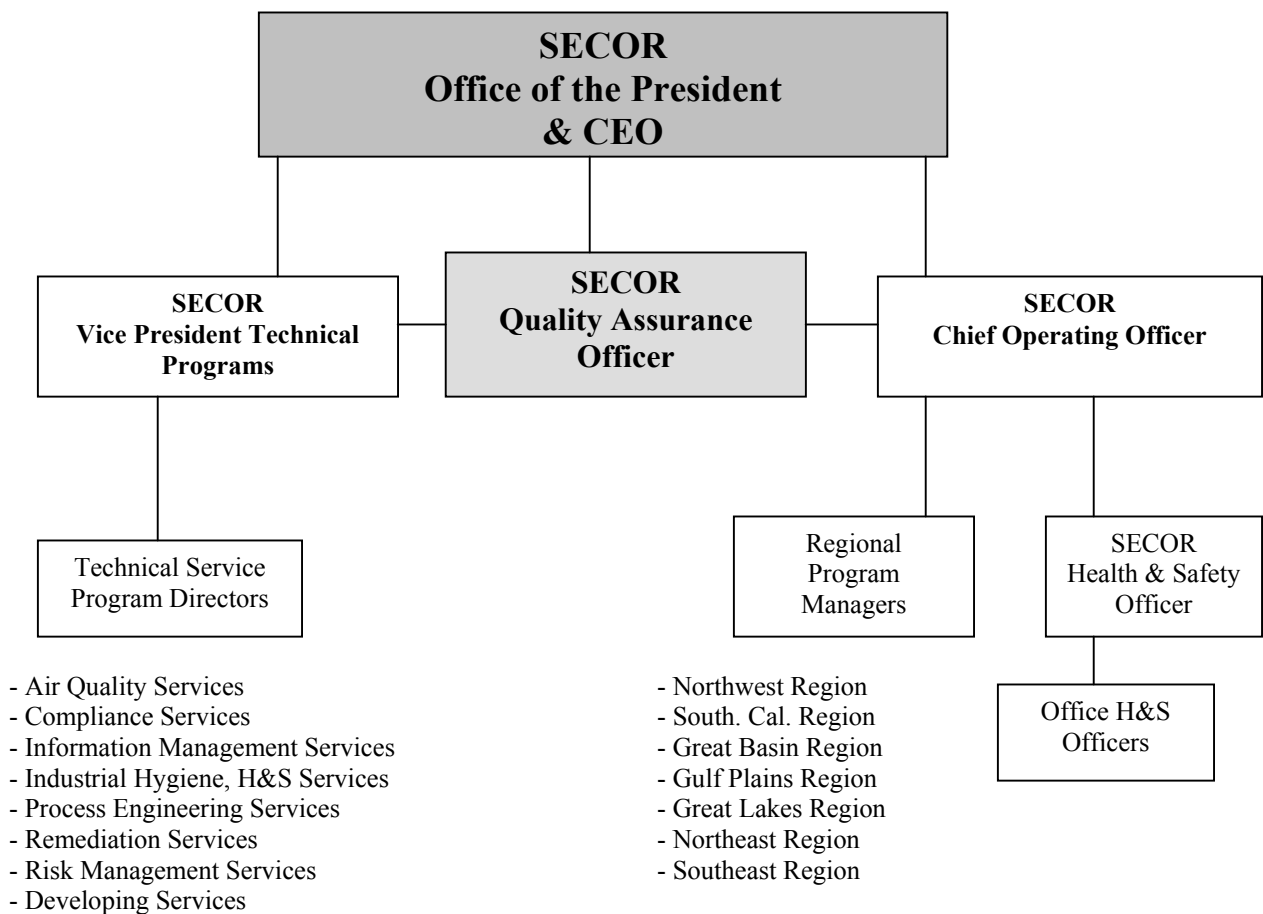 SECOR
Office of the President
& CEO
SECOR
Vice President Technical
Programs
SECOR
Quality Assurance
Officer
SECOR
Chief Operating Officer
Technical Service
Program Directors
Regional
Program
Managers
SECOR
Health & Safety
Officer
Office H&S
Officers
- Air Quality Services
- Compliance Services
- Information Management Services
- Industrial Hygiene, H&S Services
- Process Engineering Services
- Remediation Services
- Risk Management Services
- Developing Services
- Northwest Region
- South. Cal. Region
- Great Basin Region
- Gulf Plains Region
- Great Lakes Region
- Northeast Region
- Southeast Region